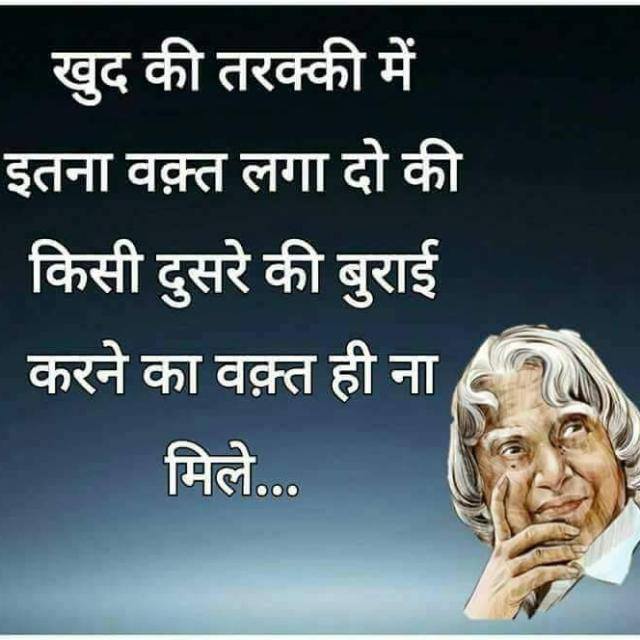 खुद की तरक्की में
इतना वक़्त लगा दो की
किसी दुसरे की बुराई
करने का वक़्त ही ना
मिले...